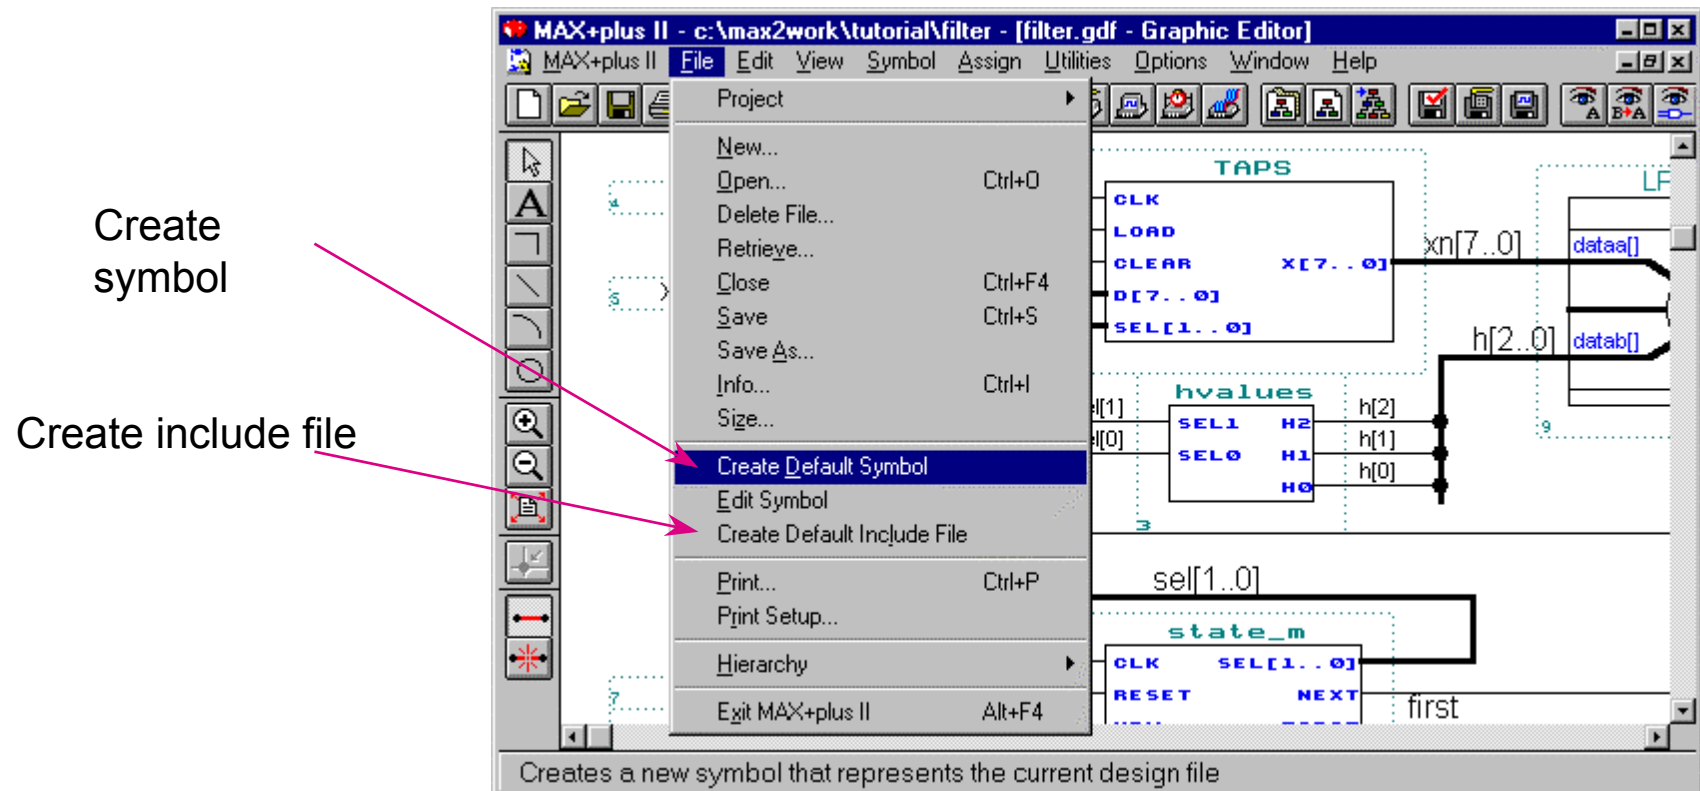 MAX+plus II - c:\max2work\tutorial\filter - [filter.gdf - Graphic Editor]
MAX+plus II File Edit View Symbol Assign Utilities Options Window Help
Project
New...
Open... Ctrl+O
Delete File...
Retrieve...
Close Ctrl+F4
Save Ctrl+S
Save As...
Info... Ctrl+I
Size...
Create Default Symbol
Edit Symbol
Create Default Include File
Print... Ctrl+P
Print Setup...
Hierarchy
Exit MAX+plus II Alt+F4
Create
symbol
Create include file
A
A
B A
4
5
7
TAPS
CLK
LOAD
CLEAR X[7..0]
D[7..0]
SEL[1..0]
xn[7..0]
dataa[]
h[2..0]
datab[]
9
hvalues
SEL1 H2
SEL0 H1
H0
h[2]
h[1]
h[0]
3
sel[1..0]
state_m
CLK SEL[1..0]
RESET NEXT
first
Creates a new symbol that represents the current design file